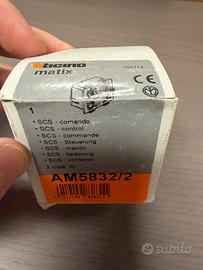 bticino
matix
1
• SCS - comando
• SCS - control
• SCS - commande
• SCS - Steuerung
• SCS - mando
• SCS - bediening
• SCS - comando
AM5832/2
subito